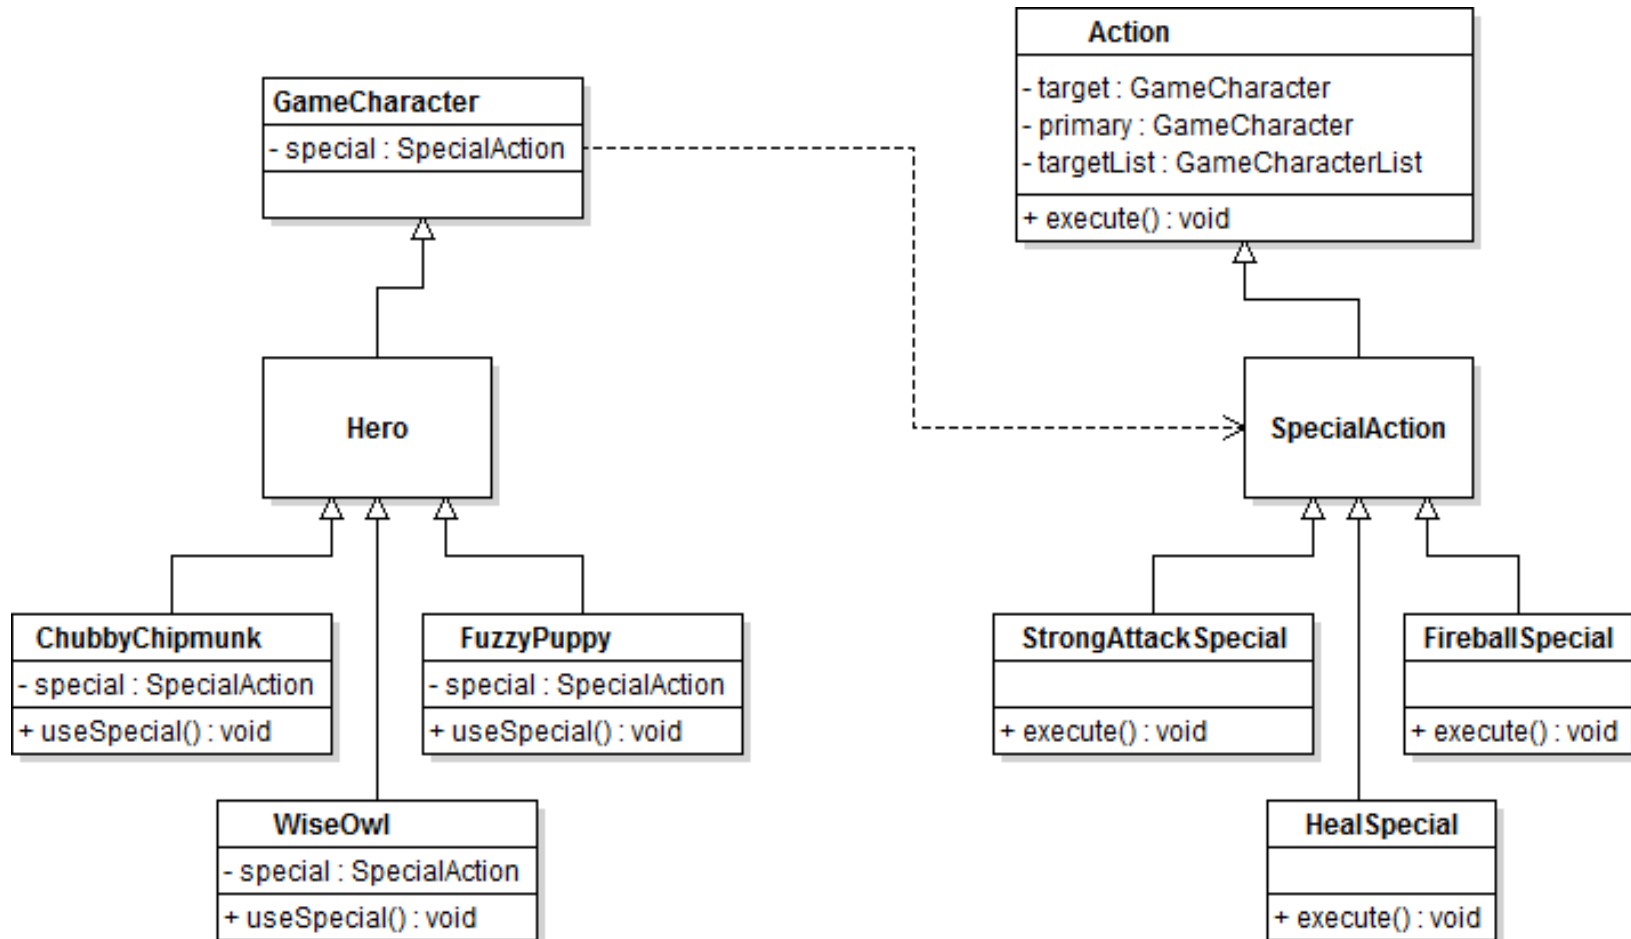 Action
- target : GameCharacter
- primary : GameCharacter
- targetList : GameCharacterList
+ execute() : void
GameCharacter
- special : SpecialAction
Hero
SpecialAction
ChubbyChipmunk
- special : SpecialAction
+ useSpecial() : void
FuzzyPuppy
- special : SpecialAction
+ useSpecial() : void
StrongAttackSpecial
+ execute() : void
FireballSpecial
+ execute() : void
WiseOwl
- special : SpecialAction
+ useSpecial() : void
HealSpecial
+ execute() : void